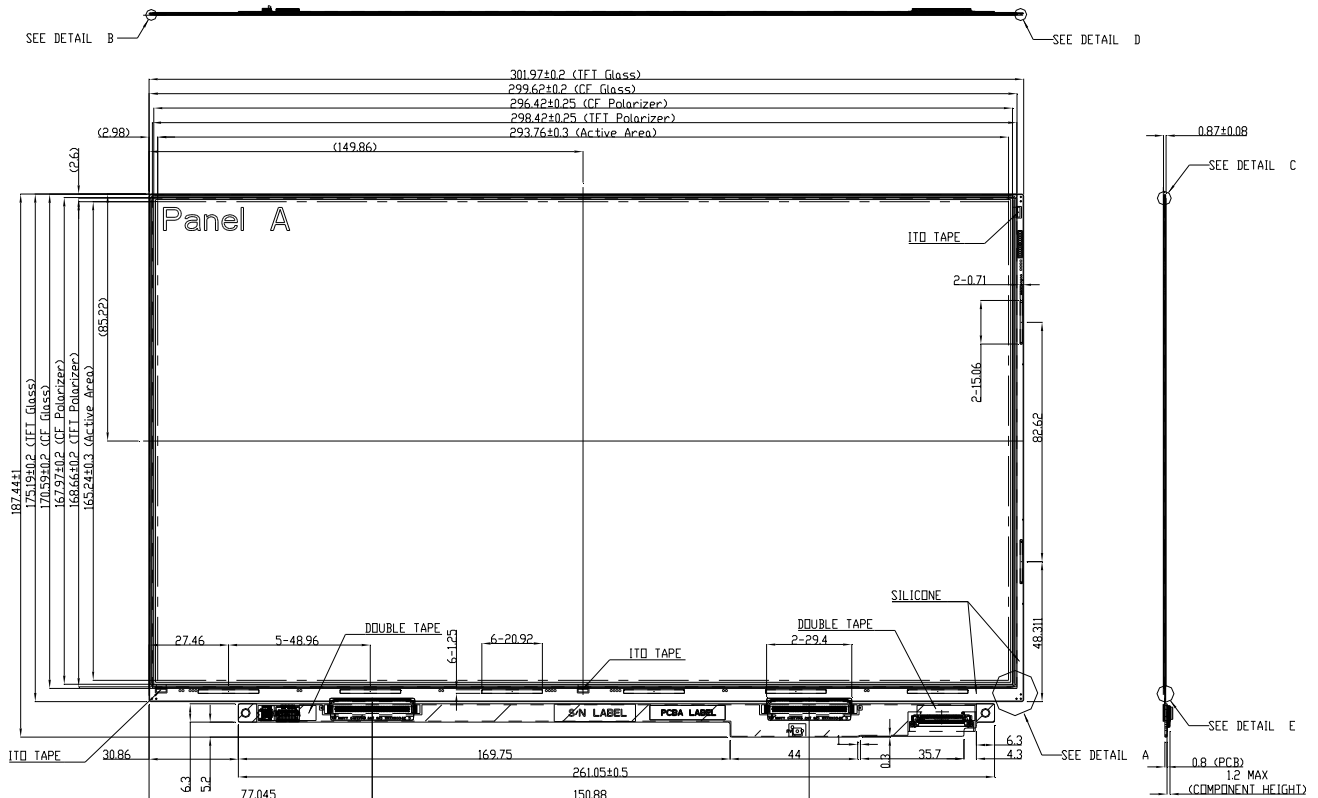 SEE DETAIL B
SEE DETAIL D
301.97±0.2 (TFT Glass)
299.62±0.2 (CF Glass)
296.42±0.25 (CF Polarizer)
298.42±0.25 (TFT Polarizer)
(2.98)
293.76±0.3 (Active Area)
0.87±0.08
(149.86)
(2.6)
SEE DETAIL C
Panel A
ITO TAPE
2-0.71
(85.22)
2-15.06
82.62
187.44±1
175.19±0.2 (TFT Glass)
170.59±0.2 (CF Glass)
167.97±0.2 (CF Polarizer)
168.66±0.2 (TFT Polarizer)
165.24±0.3 (Active Area)
SILICONE
DOUBLE TAPE
DOUBLE TAPE
27.46
5-48.96
6-1.25
6-20.92
2-29.4
48.311
ITO TAPE
S/N LABEL
PCBA LABEL
SEE DETAIL E
ITO TAPE
30.86
169.75
44
1
0.3
35.7
6.3
4.3
SEE DETAIL A
0.8 (PCB)
1.2 MAX
(COMPONENT HEIGHT)
261.05±0.5
6.3
5.2
77.045
150.88